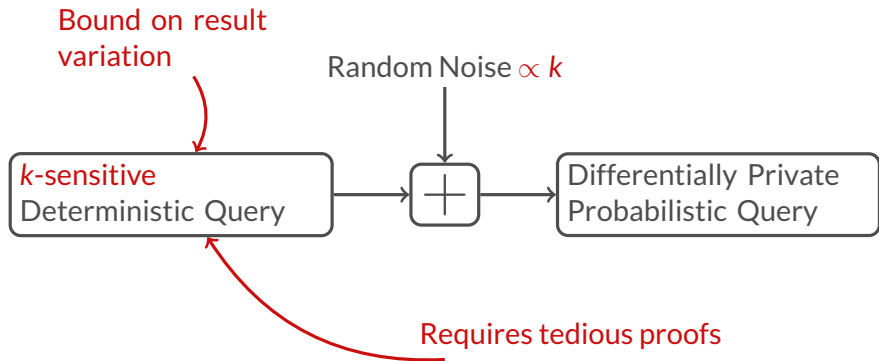 Bound on result
variation
Random Noise ∝ k
k-sensitive
Deterministic Query
+
Differentially Private
Probabilistic Query
Requires tedious proofs